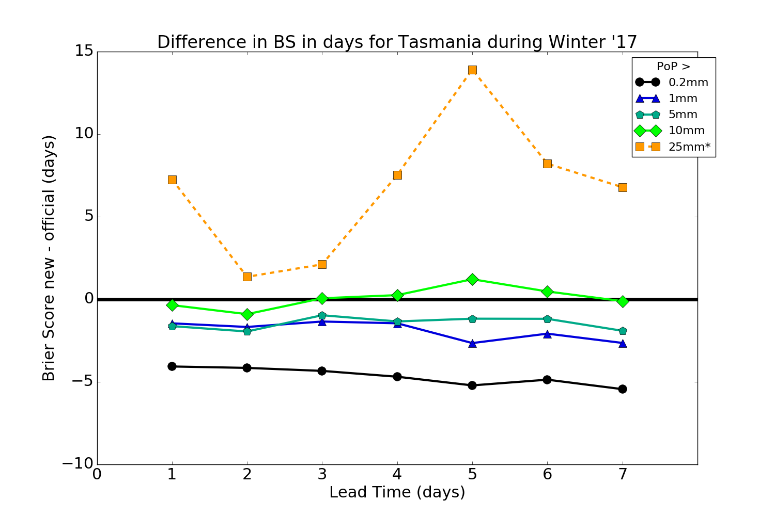 Difference in BS in days for Tasmania during Winter '17
15
10
5
0
−5
−10
Brier Score new - official (days)
PoP >
0.2mm
1mm
5mm
10mm
25mm*
0 1 2 3 4 5 6 7
Lead Time (days)